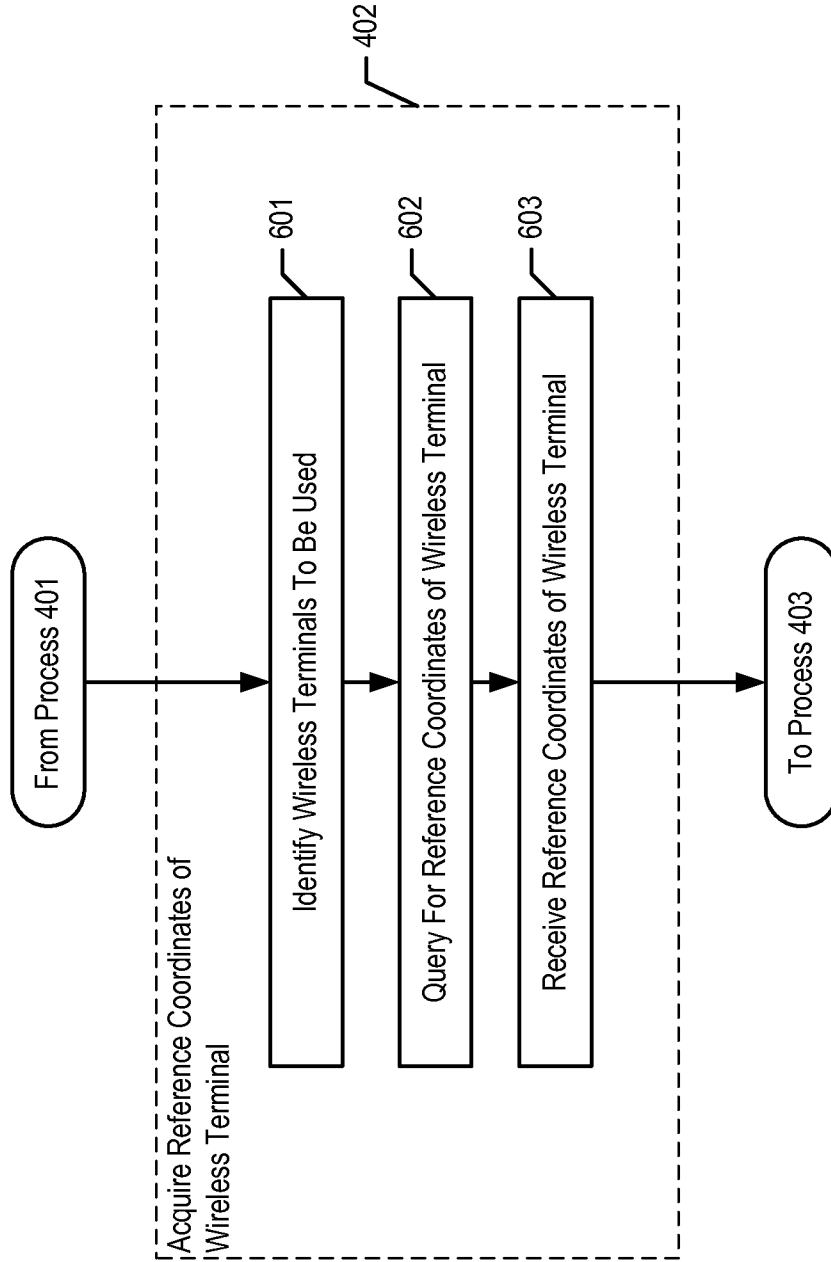 From Process 401
402
Acquire Reference Coordinates of
Wireless Terminal
601
Identify Wireless Terminals To Be Used
602
Query For Reference Coordinates of Wireless Terminal
603
Receive Reference Coordinates of Wireless Terminal
To Process 403